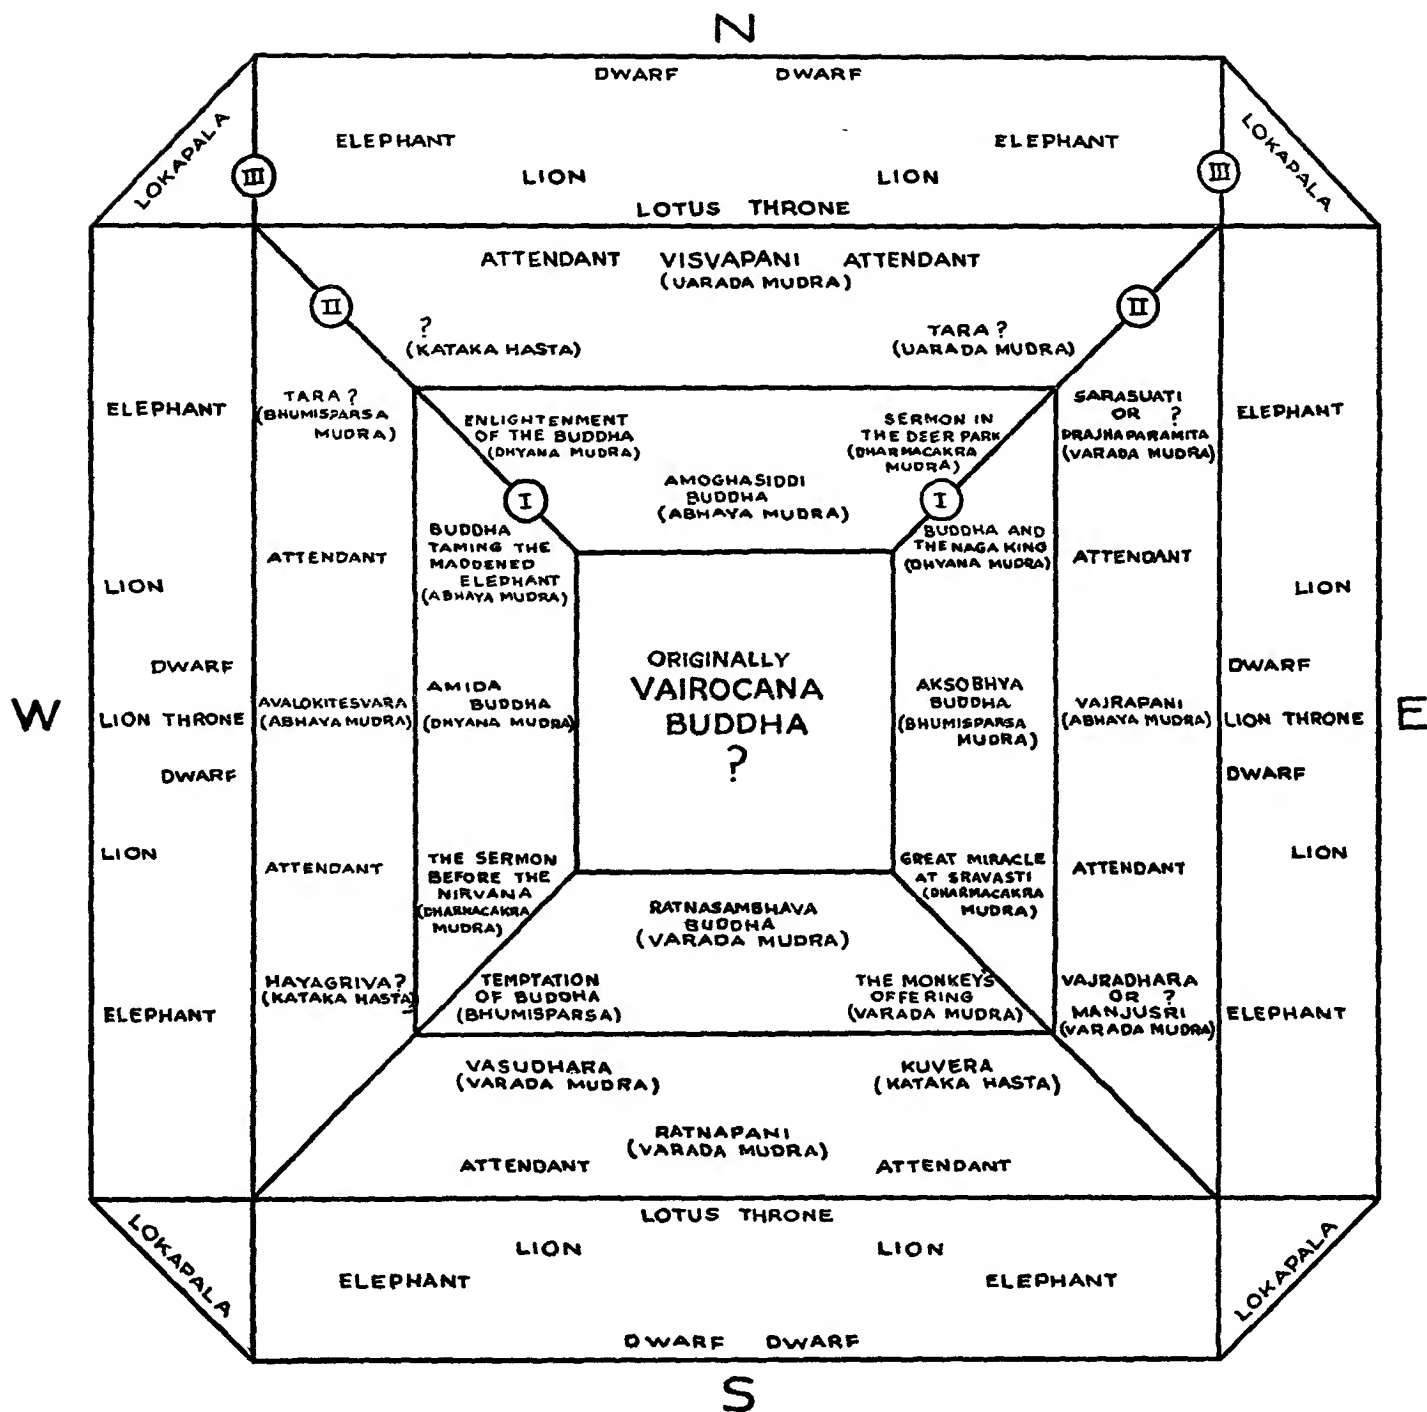 N
DWARF DWARF
ELEPHANT ELEPHANT
LOKAPALA LOKAPALA
III III
LION LION
LOTUS THRONE
ATTENDANT VISVAPANI ATTENDANT
(UARADA MUDRA)
II II
?
(KATAKA HASTA)
TARA ?
(UARADA MUDRA)
ELEPHANT
TARA ?
(BHUMISPARSA
MUDRA)
ENLIGHTENMENT
OF THE BUDDHA
(DHYANA MUDRA)
SERMON IN
THE DEER PARK
(DHARMACAKRA
MUDRA)
SARASUATI
OR ?
PRAJNAPARAMITA
(VARADA MUDRA)
ELEPHANT
AMOGHASIDDI
BUDDHA
(ABHAYA MUDRA)
I I
BUDDHA
TAMING THE
MADDENED
ELEPHANT
(ABHAYA MUDRA)
BUDDHA AND
THE NAGA KING
(DHYANA MUDRA)
ATTENDANT ATTENDANT
LION LION
DWARF DWARF
W
LION THRONE
AVALOKITESVARA
(ABHAYA MUDRA)
AMIDA
BUDDHA
(DHYANA MUDRA)
ORIGINALLY
VAIROCANA
BUDDHA
?
AKSOBHYA
BUDDHA
(BHUMISPARSA
MUDRA)
VAJRAPANI
(ABHAYA MUDRA)
LION THRONE
E
DWARF DWARF
LION LION
ATTENDANT
THE SERMON
BEFORE THE
NIRVANA
(DHARMACAKRA
MUDRA)
GREAT MIRACLE
AT SRAVASTI
(DHARMACAKRA
MUDRA)
ATTENDANT
RATNASAMBHAVA
BUDDHA
(VARADA MUDRA)
ELEPHANT
HAYAGRIVA?
(KATAKA HASTA)
TEMPTATION
OF BUDDHA
(BHUMISPARSA)
THE MONKEYS
OFFERING
(VARADA MUDRA)
VAJRADHARA
OR ?
MANJUSRI
(VARADA MUDRA)
ELEPHANT
VASUDHARA
(VARADA MUDRA)
KUVERA
(KATAKA HASTA)
RATNAPANI
(VARADA MUDRA)
ATTENDANT ATTENDANT
LOTUS THRONE
LOKAPALA LOKAPALA
LION LION
ELEPHANT ELEPHANT
DWARF DWARF
S